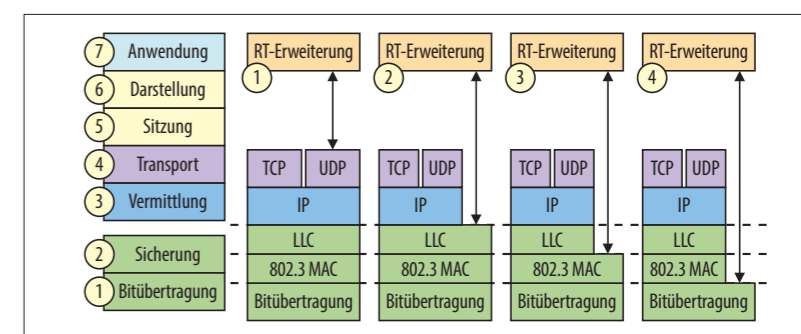 7 Anwendung
6 Darstellung
5 Sitzung
4 Transport
3 Vermittlung
2 Sicherung
1 Bitübertragung
RT-Erweiterung
1
TCP UDP
IP
LLC
802.3 MAC
Bitübertragung
RT-Erweiterung
2
TCP UDP
IP
LLC
802.3 MAC
Bitübertragung
RT-Erweiterung
3
TCP UDP
IP
LLC
802.3 MAC
Bitübertragung
RT-Erweiterung
4
TCP UDP
IP
LLC
802.3 MAC
Bitübertragung